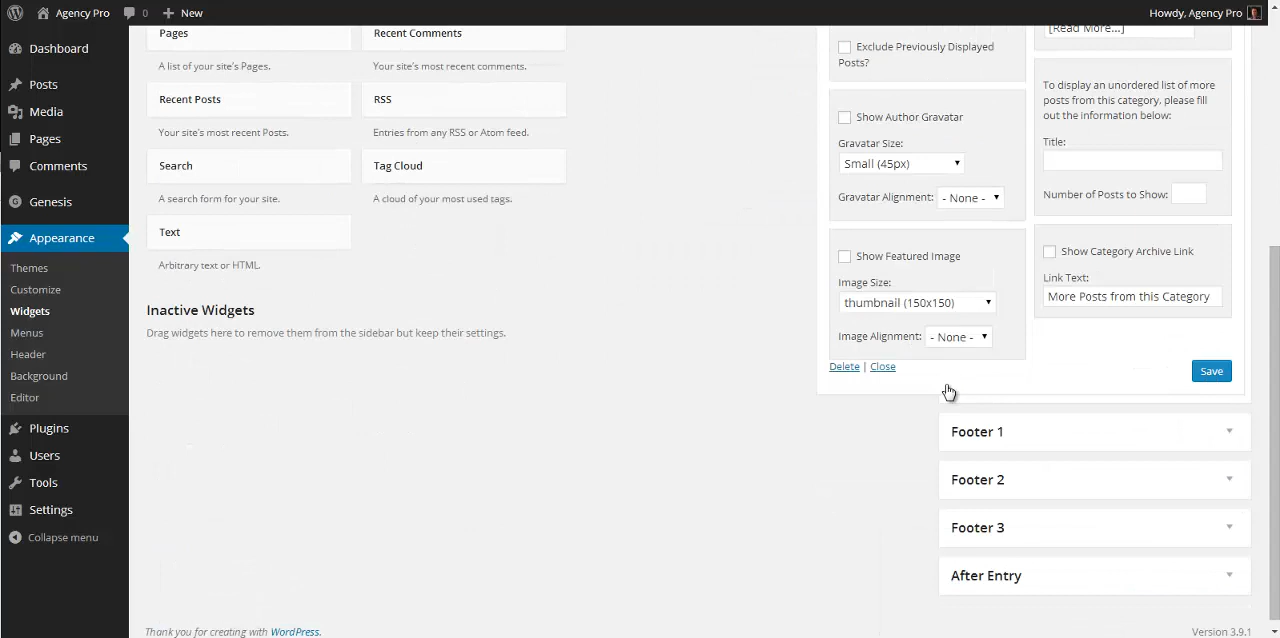 Agency Pro
0
New
Howdy, Agency Pro
Dashboard
Posts
Media
Pages
Comments
Genesis
Appearance
Themes
Customize
Widgets
Menus
Header
Background
Editor
Plugins
Users
Tools
Settings
Collapse menu
Pages
A list of your site's Pages.
Recent Comments
Your site's most recent comments.
Recent Posts
Your site's most recent Posts.
RSS
Entries from any RSS or Atom feed.
Search
A search form for your site.
Tag Cloud
A cloud of your most used tags.
Text
Arbitrary text or HTML.
Inactive Widgets
Drag widgets here to remove them from the sidebar but keep their settings.
Exclude Previously Displayed
Posts?
Show Author Gravatar
Gravatar Size:
Small (45px)
Gravatar Alignment: - None -
Show Featured Image
Image Size:
thumbnail (150x150)
Image Alignment: - None -
Delete | Close
[Read More...]
To display an unordered list of more
posts from this category, please fill
out the information below:
Title:
Number of Posts to Show:
Show Category Archive Link
Link Text:
More Posts from this Category
Save
Footer 1
Footer 2
Footer 3
After Entry
Thank you for creating with WordPress.
Version 3.9.1